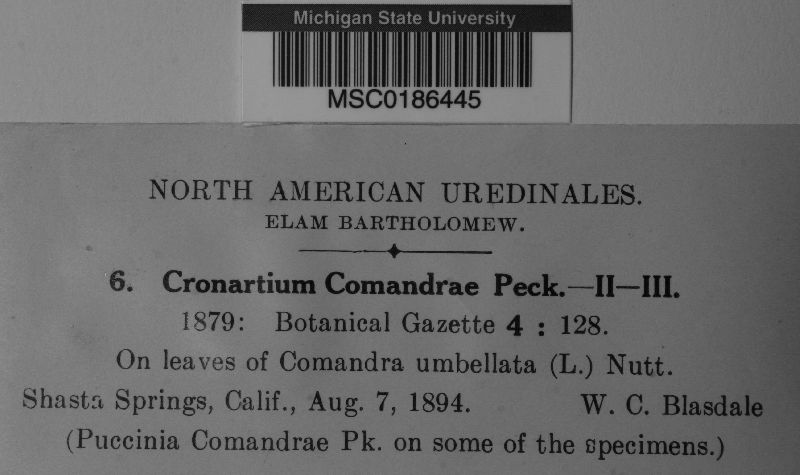 Michigan State University
MSC0186445
NORTH AMERICAN UREDINALES.
ELAM BARTHOLOMEW.
6. Cronartium Comandrae Peck.—II—III.
1879: Botanical Gazette 4 : 128.
On leaves of Comandra umbellata (L.) Nutt.
Shasta Springs, Calif., Aug. 7, 1894. W. C. Blasdale
(Puccinia Comandrae Pk. on some of the specimens.)